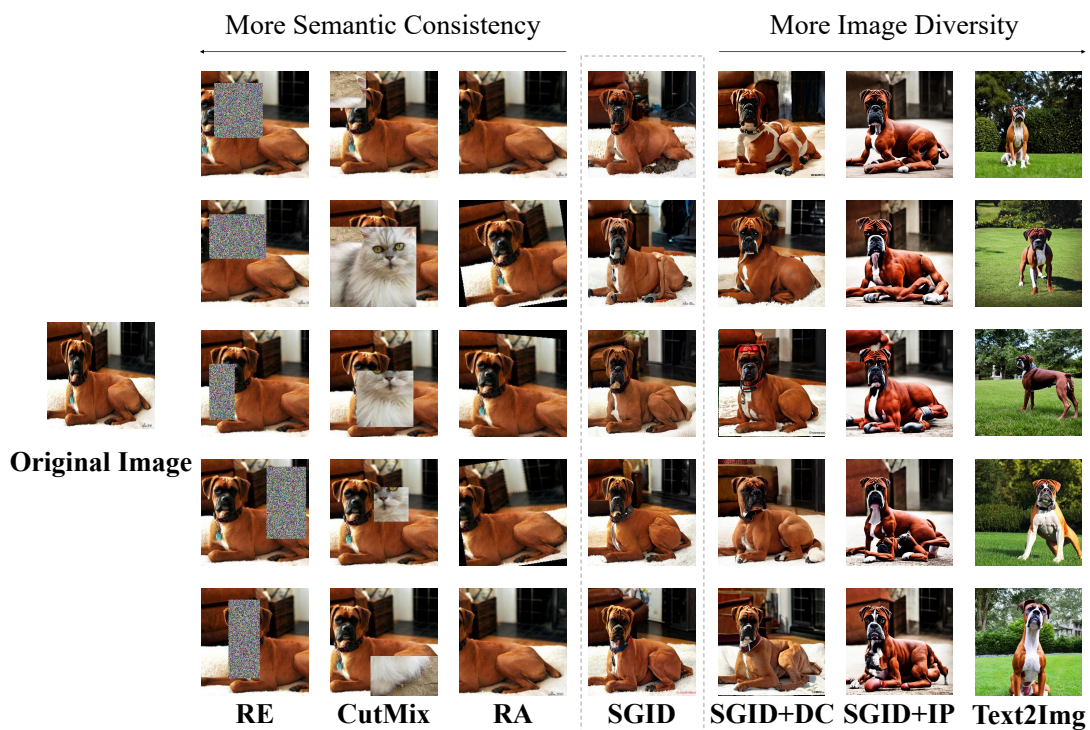 More Semantic Consistency
More Image Diversity
Original Image
RE
CutMix
RA
SGID
SGID+DC
SGID+IP
Text2Img